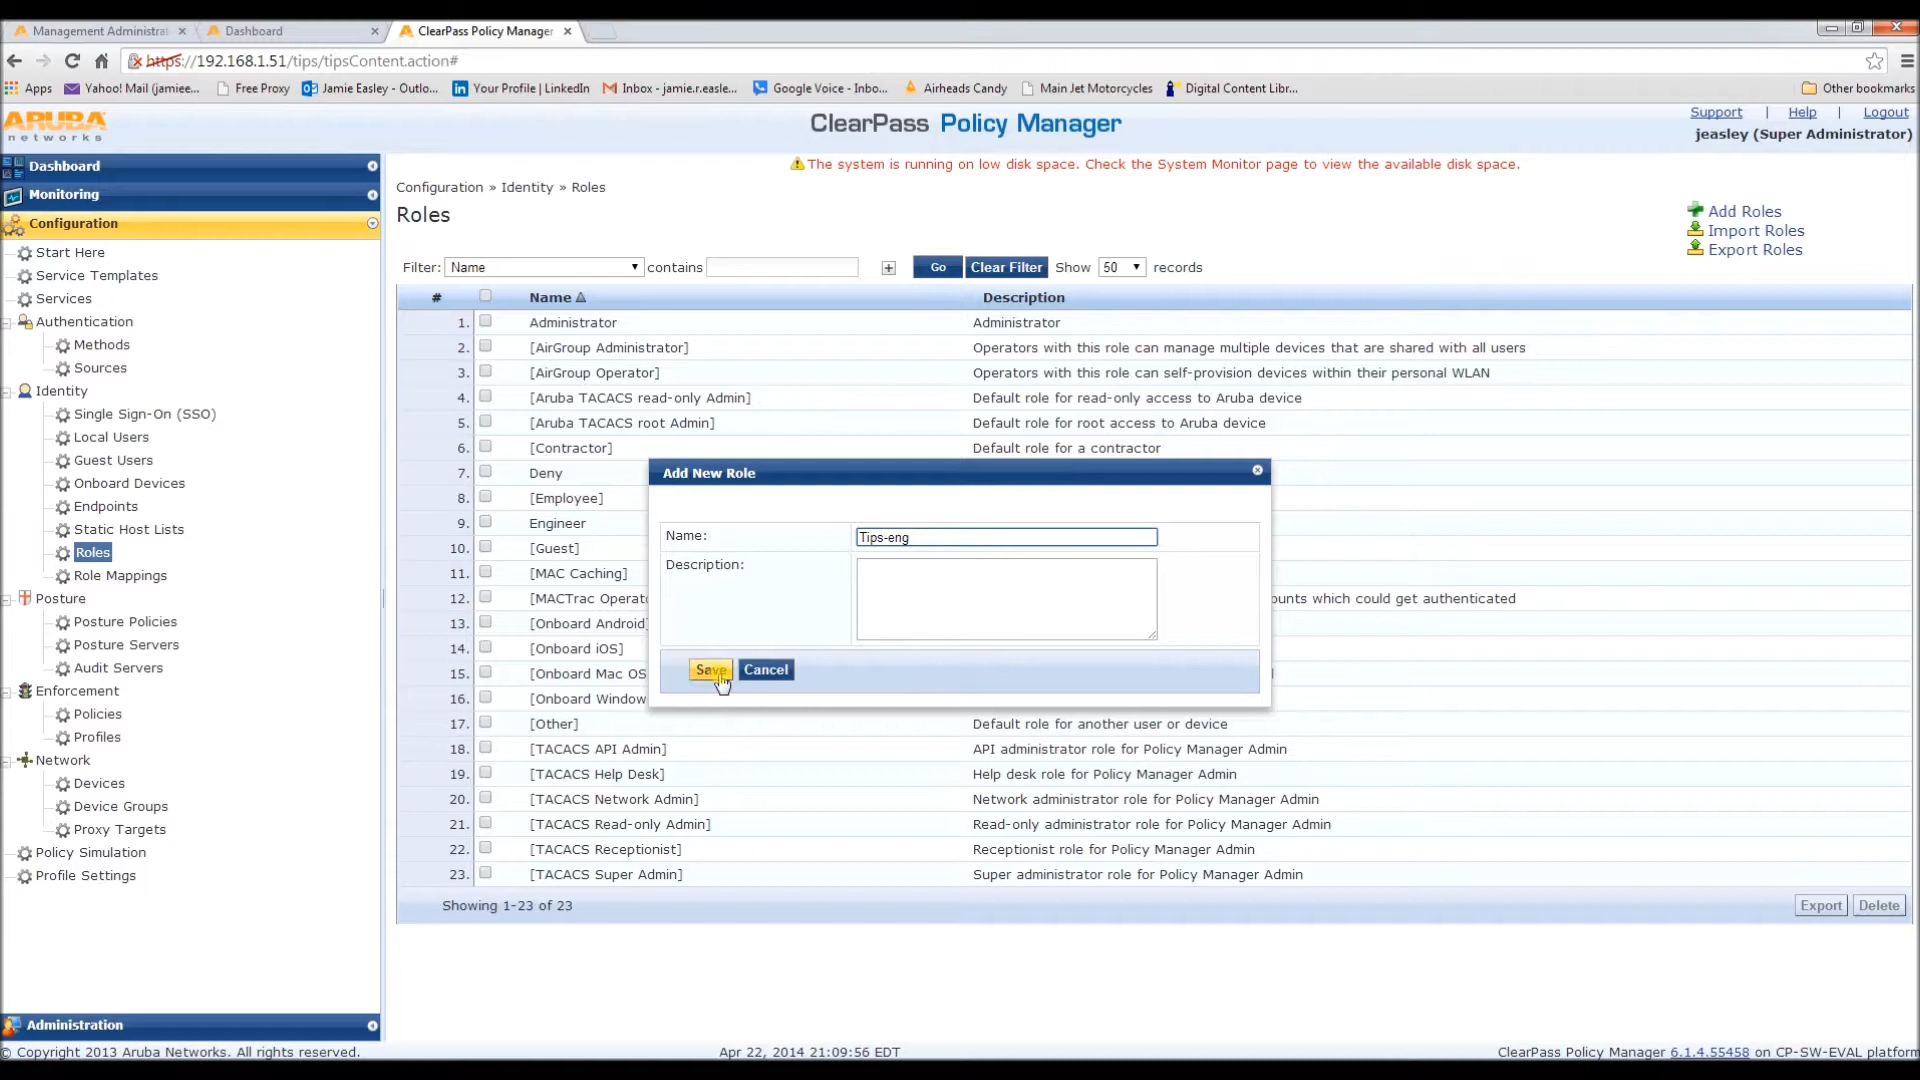 Management Administrat
Dashboard
ClearPass Policy Manager
https://192.168.1.51/tips/tipsContent.action#
Apps
Yahoo! Mail (jamiee...
Free Proxy
Jamie Easley - Outlo...
Your Profile | LinkedIn
Inbox - jamie.r.easle...
Google Voice - Inbo...
Airheads Candy
Main Jet Motorcycles
Digital Content Libr...
Other bookmarks
ARUBA
networks
ClearPass Policy Manager
Support | Help | Logout
jeasley (Super Administrator)
The system is running on low disk space. Check the System Monitor page to view the available disk space.
Dashboard
Monitoring
Configuration
Start Here
Service Templates
Services
Authentication
Methods
Sources
Identity
Single Sign-On (SSO)
Local Users
Guest Users
Onboard Devices
Endpoints
Static Host Lists
Roles
Role Mappings
Posture
Posture Policies
Posture Servers
Audit Servers
Enforcement
Policies
Profiles
Network
Devices
Device Groups
Proxy Targets
Policy Simulation
Profile Settings
Administration
Configuration » Identity » Roles
Roles
Add Roles
Import Roles
Export Roles
Filter: Name contains + Go Clear Filter Show 50 records
# Name Description
1. Administrator Administrator
2. [AirGroup Administrator] Operators with this role can manage multiple devices that are shared with all users
3. [AirGroup Operator] Operators with this role can self-provision devices within their personal WLAN
4. [Aruba TACACS read-only Admin] Default role for read-only access to Aruba device
5. [Aruba TACACS root Admin] Default role for root access to Aruba device
6. [Contractor] Default role for a contractor
7. Deny
8. [Employee]
9. Engineer
10. [Guest]
11. [MAC Caching]
12. [MACTrac Operato unts which could get authenticated
13. [Onboard Android]
14. [Onboard iOS]
15. [Onboard Mac OS
16. [Onboard Window
17. [Other] Default role for another user or device
18. [TACACS API Admin] API administrator role for Policy Manager Admin
19. [TACACS Help Desk] Help desk role for Policy Manager Admin
20. [TACACS Network Admin] Network administrator role for Policy Manager Admin
21. [TACACS Read-only Admin] Read-only administrator role for Policy Manager Admin
22. [TACACS Receptionist] Receptionist role for Policy Manager Admin
23. [TACACS Super Admin] Super administrator role for Policy Manager Admin
Showing 1-23 of 23
Export Delete
Add New Role
Name: Tips-eng
Description:
Save Cancel
© Copyright 2013 Aruba Networks. All rights reserved.
Apr 22, 2014 21:09:56 EDT
ClearPass Policy Manager 6.1.4.55458 on CP-SW-EVAL platform